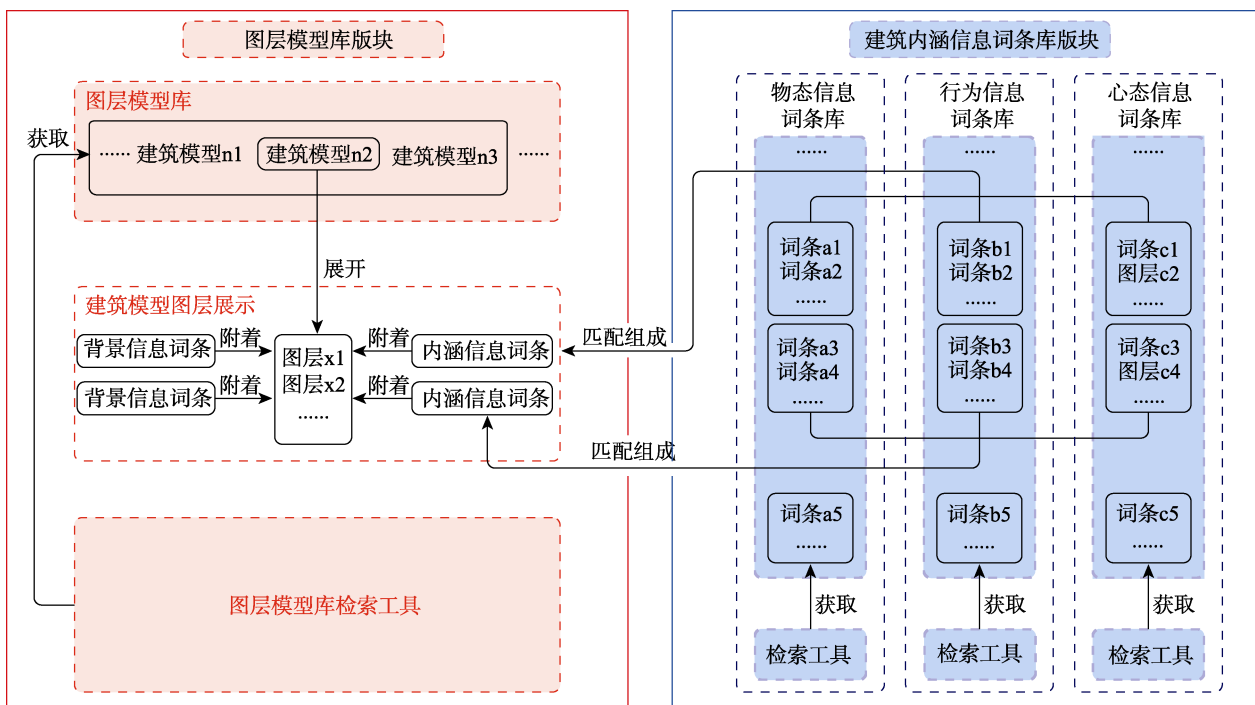 图层模型库版块
图层模型库
获取
…… 建筑模型n1
建筑模型n2
建筑模型n3 ……
展开
建筑模型图层展示
背景信息词条
附着
图层x1
图层x2
……
附着
内涵信息词条
匹配组成
背景信息词条
附着
附着
内涵信息词条
匹配组成
图层模型库检索工具
建筑内涵信息词条库版块
物态信息
词条库
……
词条a1
词条a2
……
词条a3
词条a4
……
词条a5
……
获取
检索工具
行为信息
词条库
……
词条b1
词条b2
……
词条b3
词条b4
……
词条b5
……
获取
检索工具
心态信息
词条库
……
词条c1
图层c2
……
词条c3
图层c4
……
词条c5
……
获取
检索工具